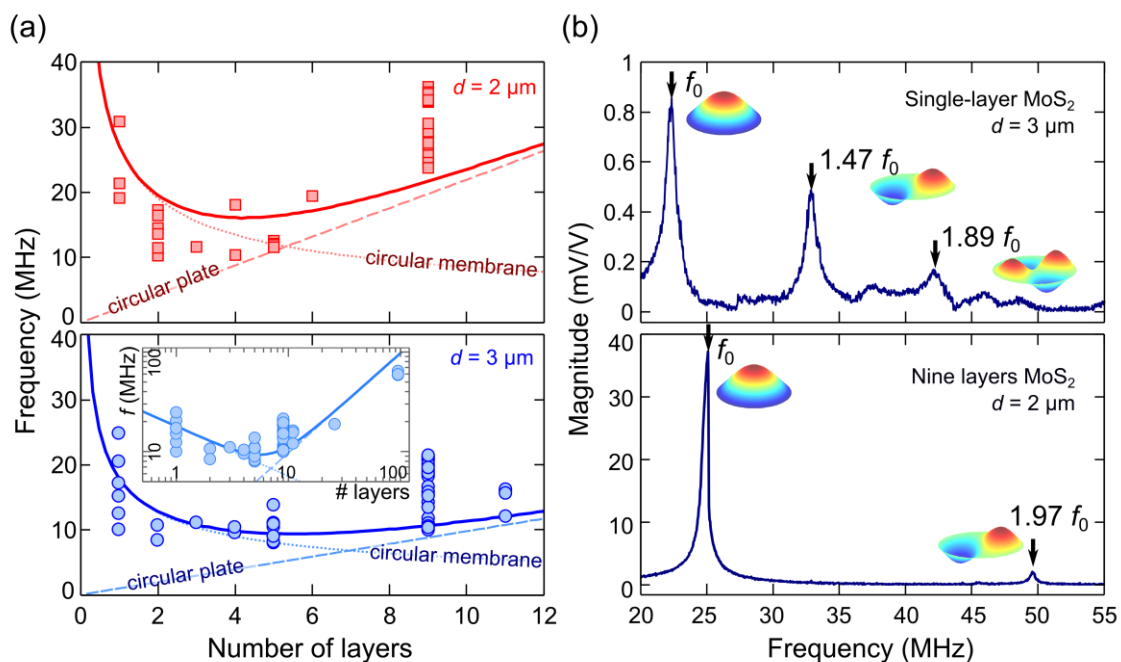 (a)
40
30
20
10
0
d = 2 µm
circular plate
circular membrane
40
30
20
10
0
d = 3 µm
f (MHz)
100
10
1
10
100
# layers
circular plate
circular membrane
0
2
4
6
8
10
12
Number of layers
Frequency (MHz)
(b)
1
0.8
0.6
0.4
0.2
0
f₀
1.47 f₀
1.89 f₀
Single-layer MoS₂
d = 3 µm
40
30
20
10
0
f₀
1.97 f₀
Nine layers MoS₂
d = 2 µm
20
25
30
35
40
45
50
55
Frequency (MHz)
Magnitude (mV/V)